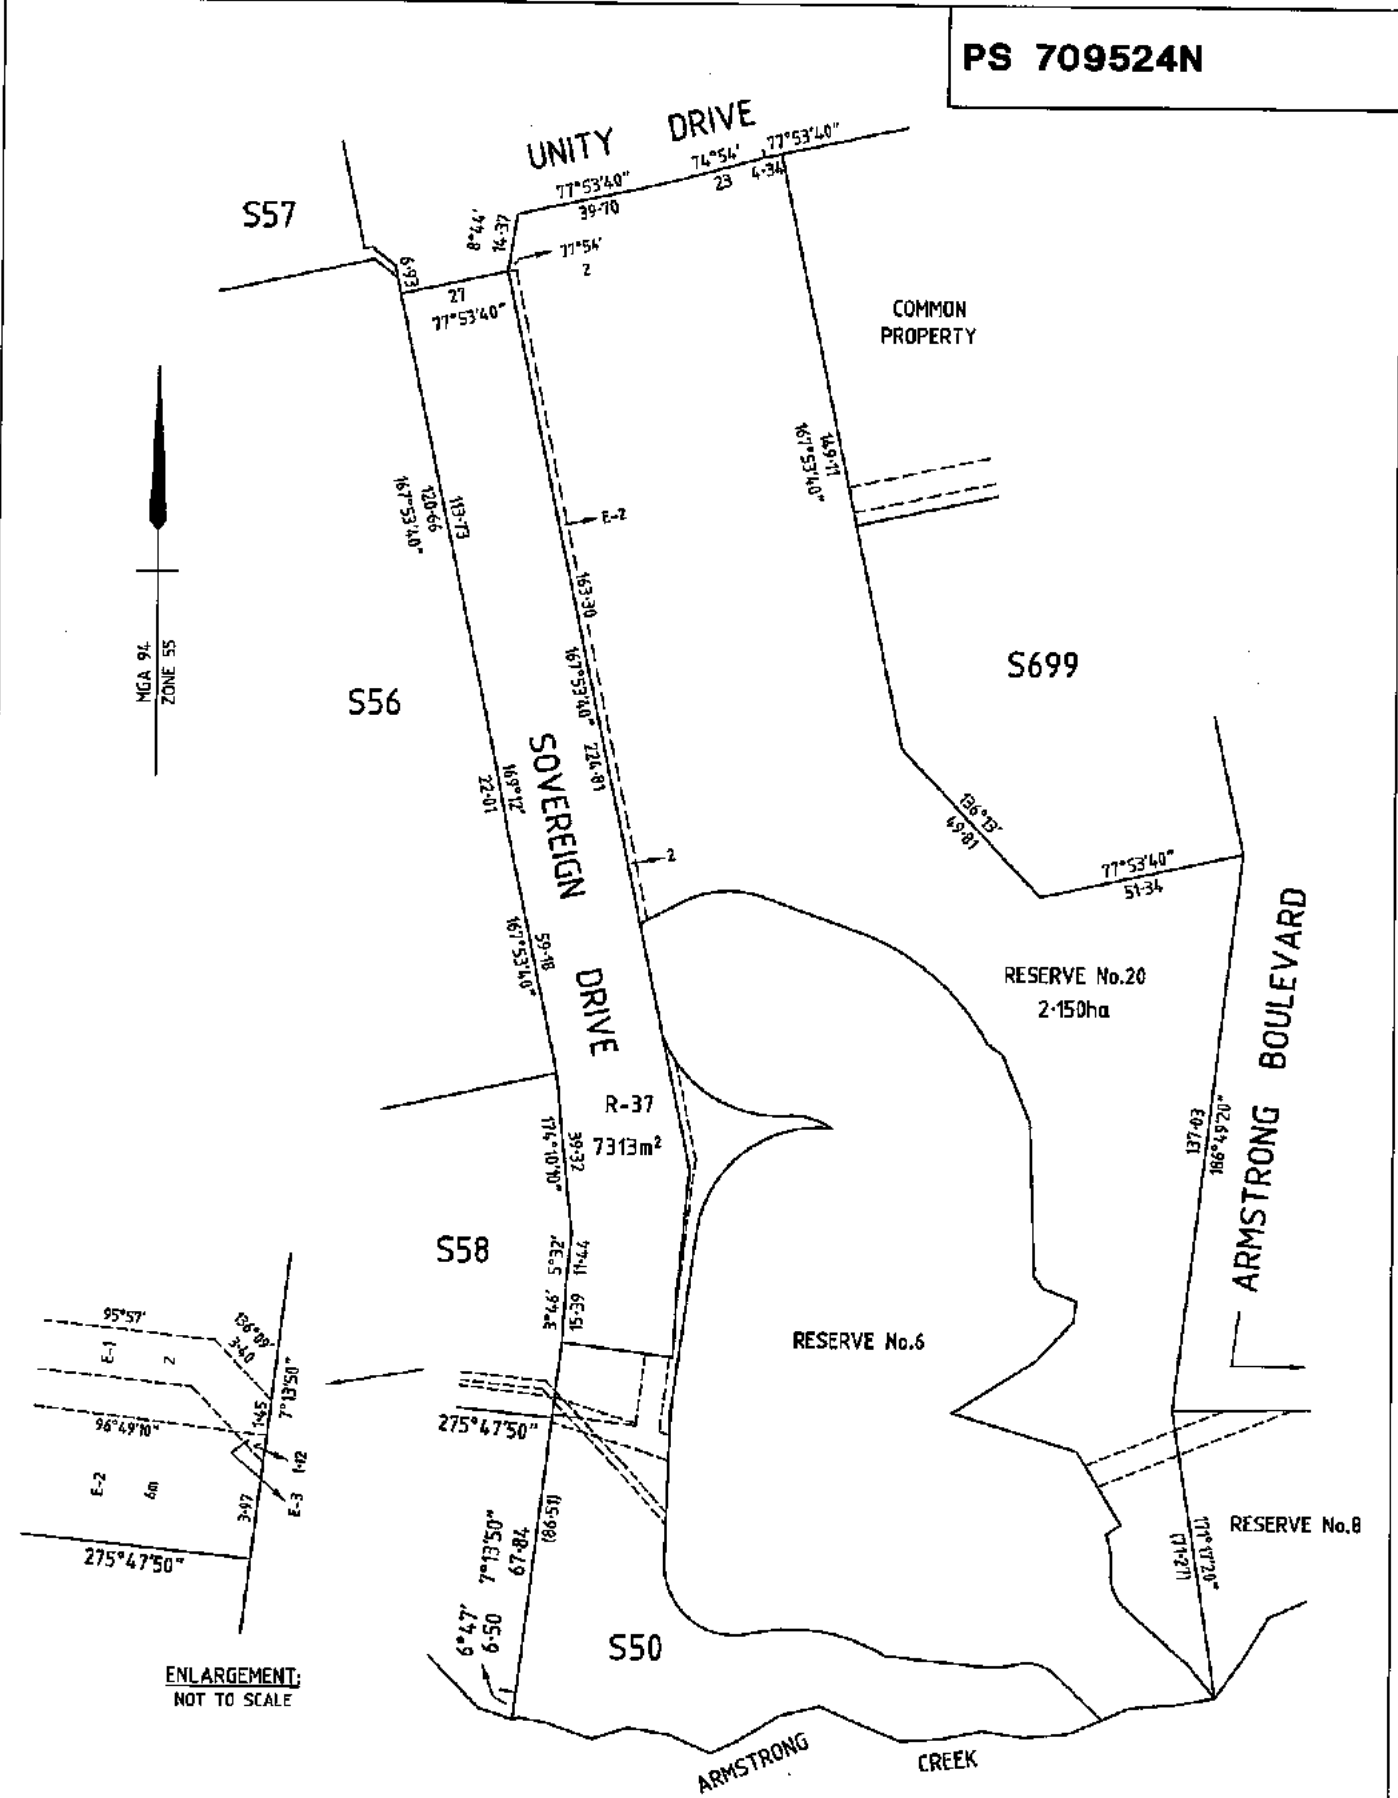 PS 709524N
UNITY DRIVE
77°53'40"
74°54'
77°53'40"
39·70
23
4·34
S57
8°44'
14·37
77°54'
2
6·93
27
77°53'40"
COMMON
PROPERTY
149·11
167°53'40"
E-2
113·73
120·66
167°53'40"
163·30
167°53'40"
224·81
MGA 94
ZONE 55
S56
S699
SOVEREIGN DRIVE
169°12'
22·01
136°13'
49·81
2
77°53'40"
51·34
59·18
167°53'40"
RESERVE No.20
2·150ha
ARMSTRONG BOULEVARD
R-37
7313m²
39·32
174°10'10"
137·03
186°49'20"
S58
5°32'
11·44
3°46'
15·39
RESERVE No.6
95°57'
136°09'
3·40
E-1
2
7°13'50"
1·45
96°49'10"
E-2
6m
1·12
E-3
3·97
275°47'50"
275°47'50"
(86·51)
7°13'50"
67·84
6°47'
6·50
RESERVE No.8
171°17'20"
(71·27)
S50
ENLARGEMENT:
NOT TO SCALE
ARMSTRONG CREEK